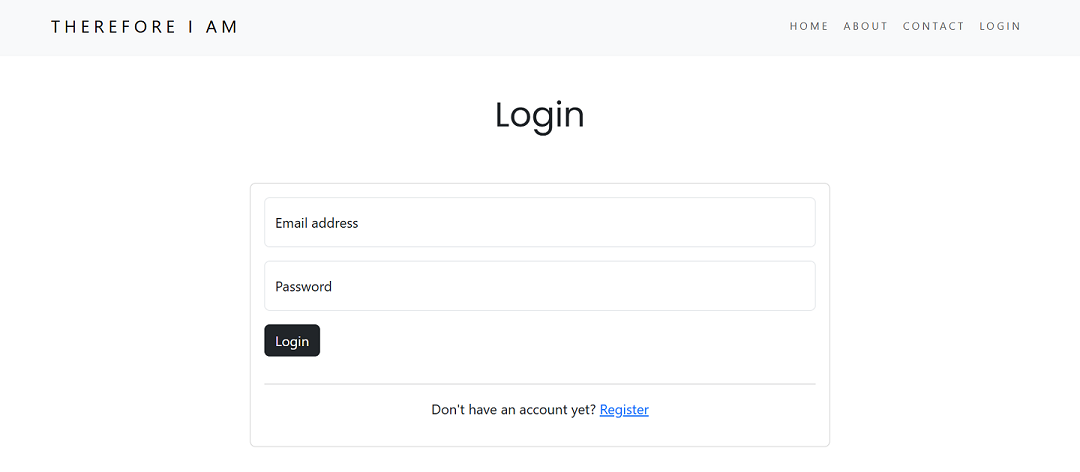 THEREFORE I AM
HOME ABOUT CONTACT LOGIN
Login
Email address
Password
Login
Don't have an account yet? Register